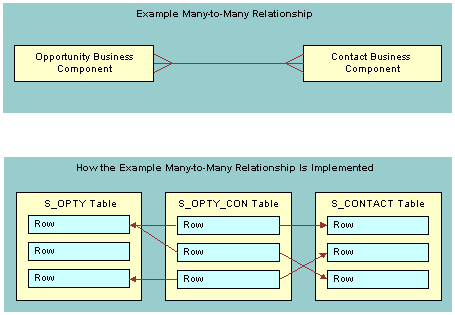 Example Many-to-Many Relationship
Opportunity Business
Component
Contact Business
Component
How the Example Many-to-Many Relationship Is Implemented
S_OPTY Table
Row
Row
Row
S_OPTY_CON Table
Row
Row
Row
S_CONTACT Table
Row
Row
Row